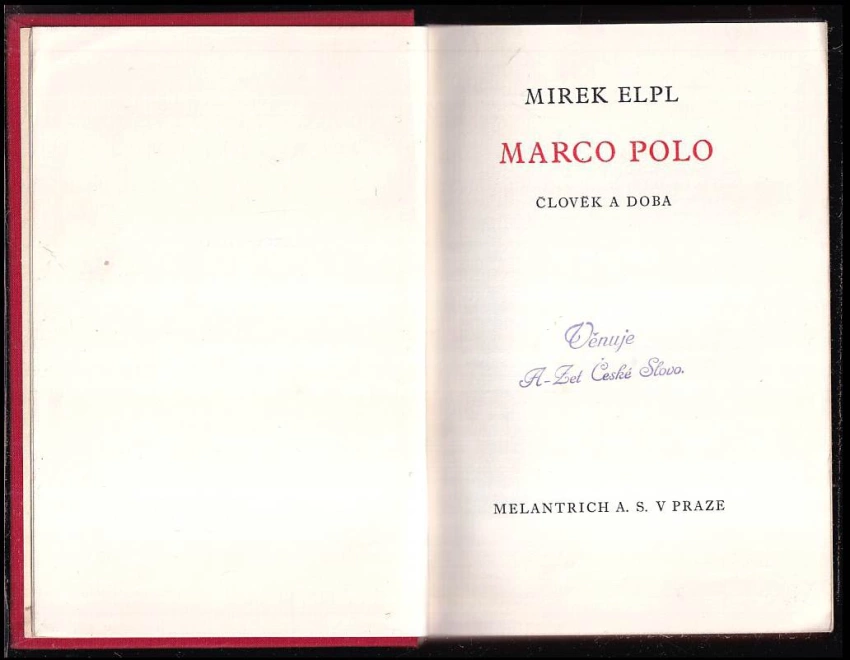 MIREK ELPL
MARCO POLO
ČLOVĚK A DOBA
Věnuje
A-Zet České Slovo.
MELANTRICH A. S. V PRAZE